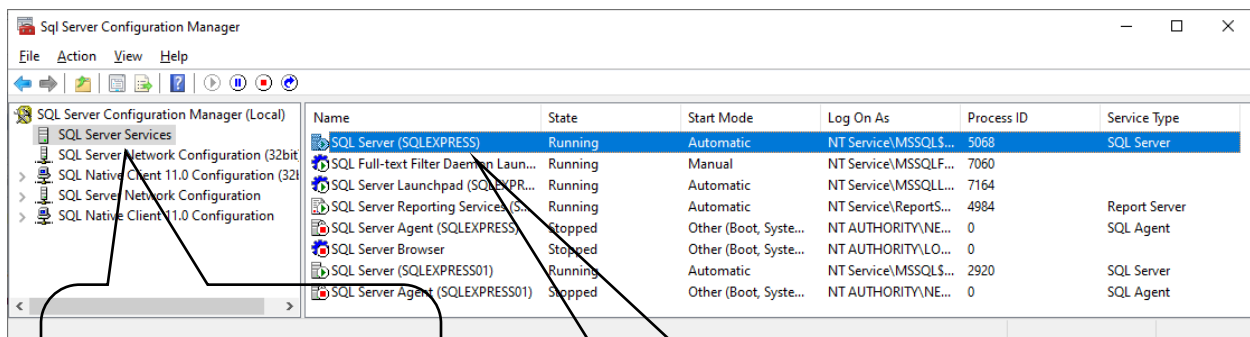 Sql Server Configuration Manager
File Action View Help
SQL Server Configuration Manager (Local)
SQL Server Services
SQL Server Network Configuration (32bit
SQL Native Client 11.0 Configuration (32b
SQL Server Network Configuration
SQL Native Client 11.0 Configuration
Name State Start Mode Log On As Process ID Service Type
SQL Server (SQLEXPRESS) Running Automatic NT Service\MSSQL$... 5068 SQL Server
SQL Full-text Filter Daemon Laun... Running Manual NT Service\MSSQLF... 7060
SQL Server Launchpad (SQLEXPR... Running Automatic NT Service\MSSQLL... 7164
SQL Server Reporting Services (S... Running Automatic NT Service\ReportS... 4984 Report Server
SQL Server Agent (SQLEXPRESS) Stopped Other (Boot, Syste... NT AUTHORITY\NE... 0 SQL Agent
SQL Server Browser Stopped Other (Boot, Syste... NT AUTHORITY\LO... 0
SQL Server (SQLEXPRESS01) Running Automatic NT Service\MSSQL$... 2920 SQL Server
SQL Server Agent (SQLEXPRESS01) Stopped Other (Boot, Syste... NT AUTHORITY\NE... 0 SQL Agent